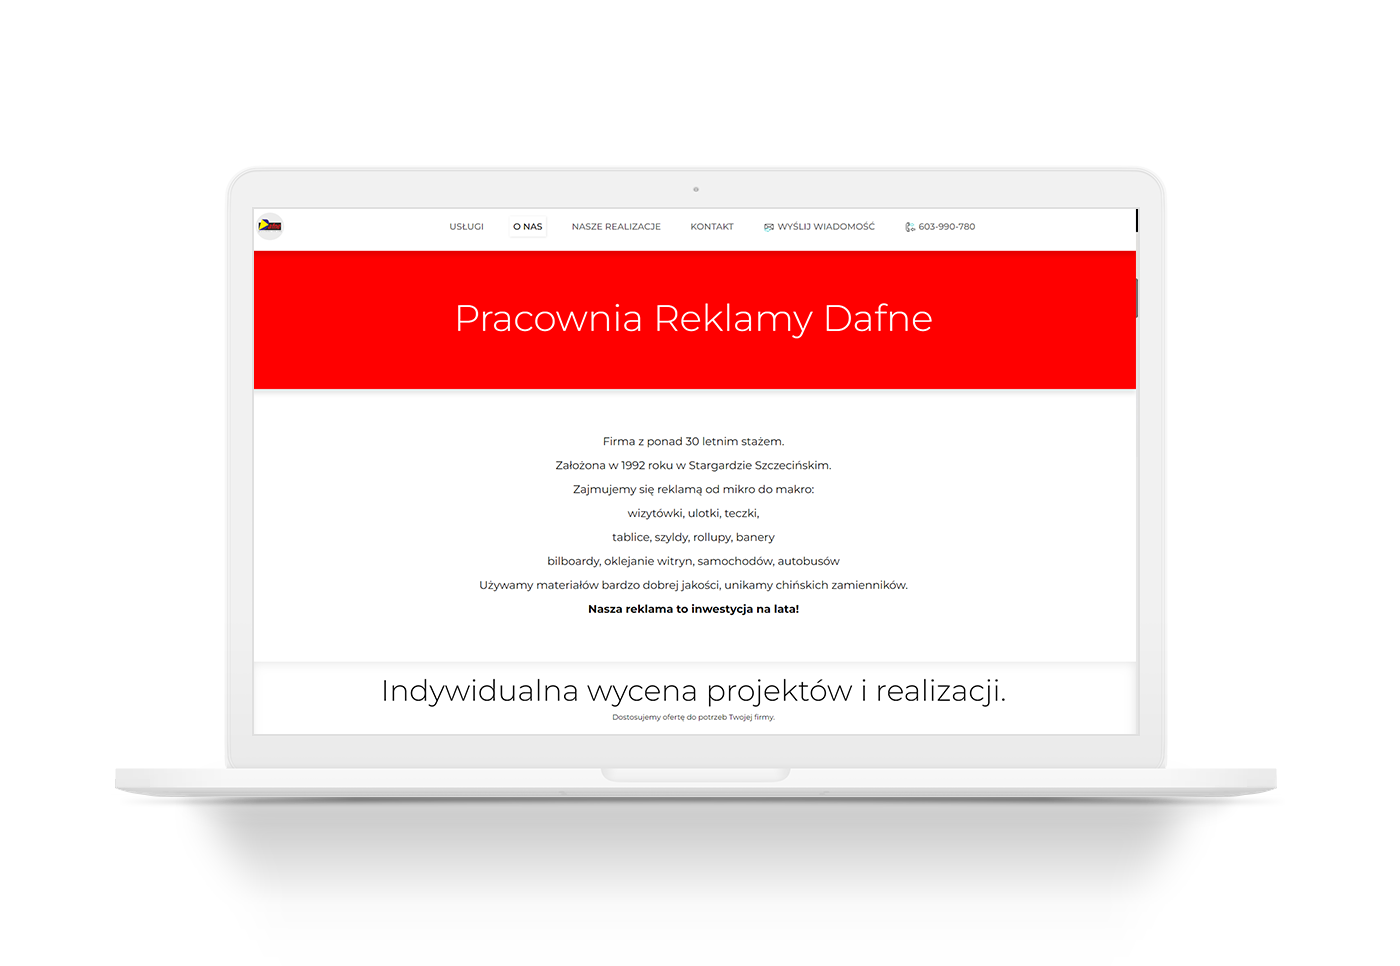 USŁUGI
O NAS
NASZE REALIZACJE
KONTAKT
WYŚLIJ WIADOMOŚĆ
603-990-780
Pracownia Reklamy Dafne
Firma z ponad 30 letnim stażem.
Założona w 1992 roku w Stargardzie Szczecińskim.
Zajmujemy się reklamą od mikro do makro:
wizytówki, ulotki, teczki,
tablice, szyldy, rollupy, banery
bilboardy, oklejanie witryn, samochodów, autobusów
Używamy materiałów bardzo dobrej jakości, unikamy chińskich zamienników.
Nasza reklama to inwestycja na lata!
Indywidualna wycena projektów i realizacji.
Dostosujemy ofertę do potrzeb Twojej firmy.